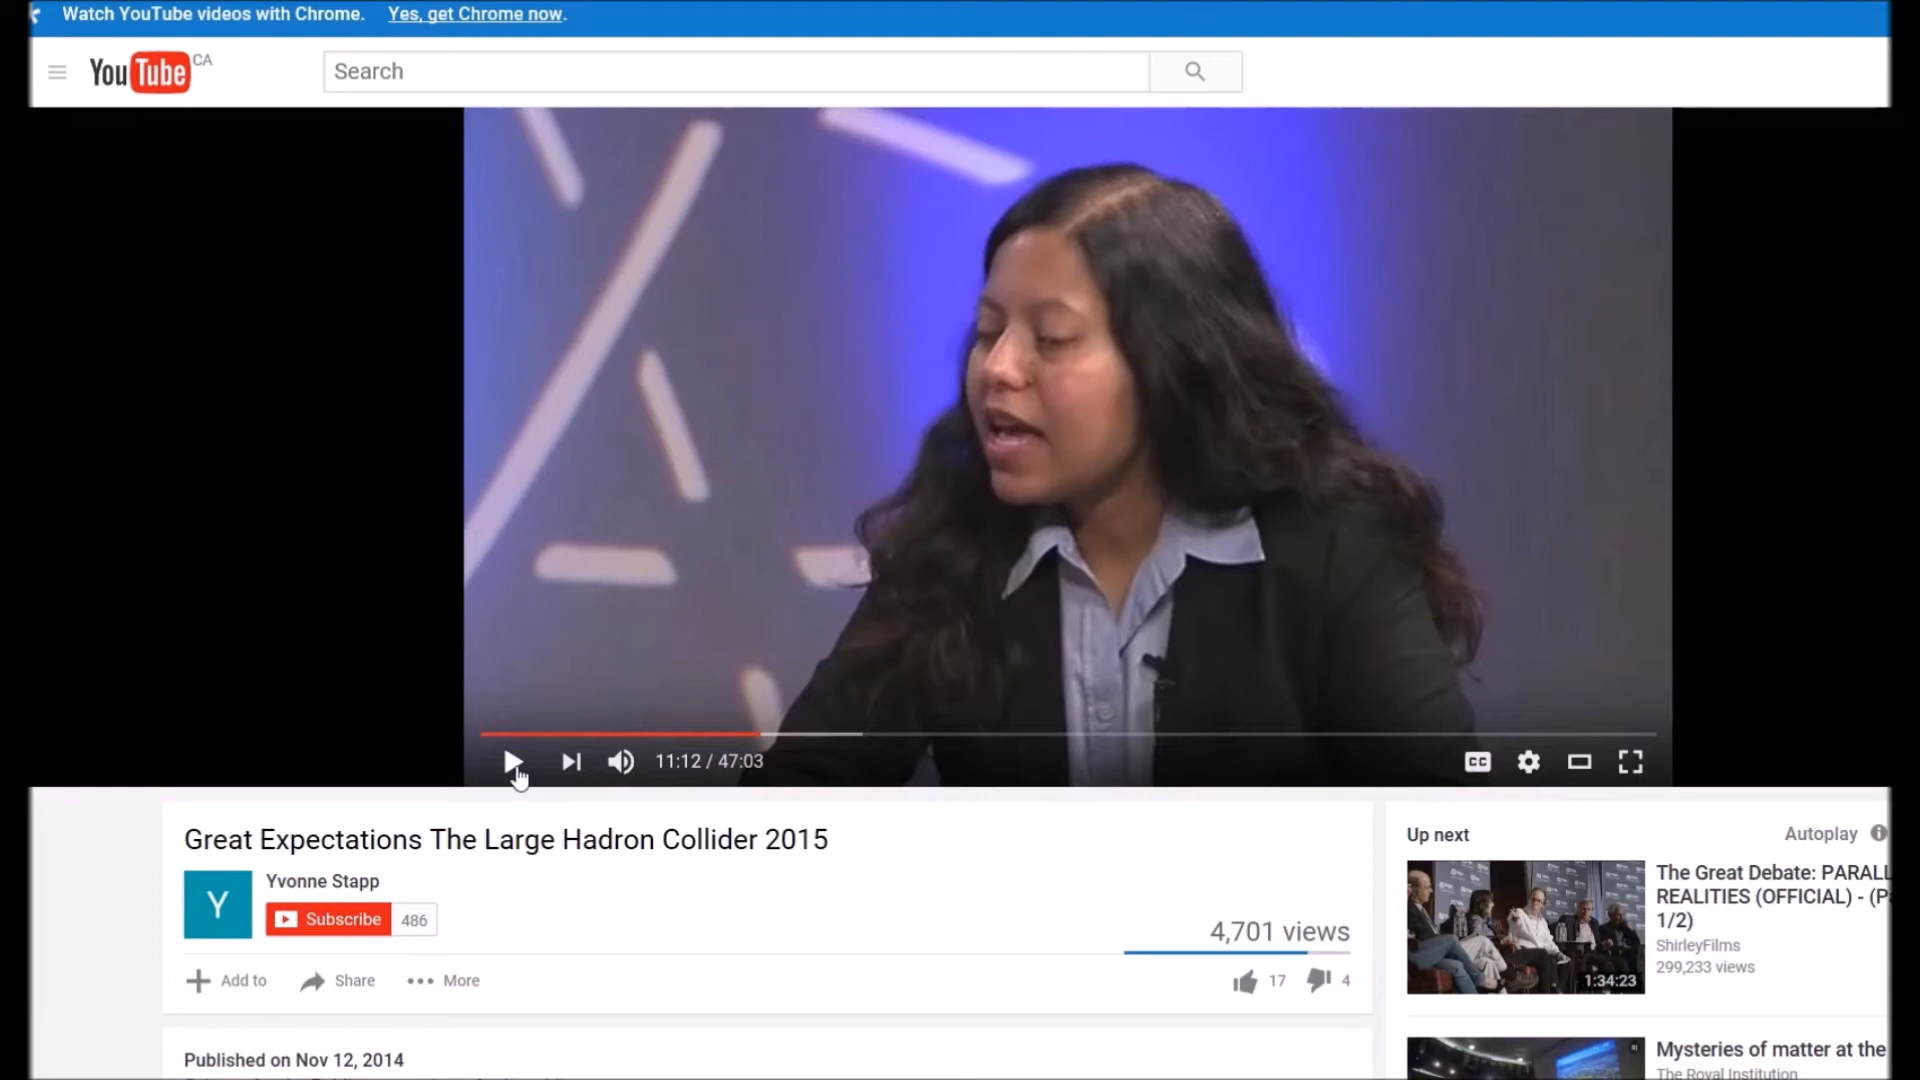 Watch YouTube videos with Chrome. Yes, get Chrome now.
YouTube CA
Search
11:12 / 47:03
CC
Great Expectations The Large Hadron Collider 2015
Y
Yvonne Stapp
Subscribe 486
4,701 views
Add to Share More
17 4
Published on Nov 12, 2014
Up next Autoplay
The Great Debate: PARALL
REALITIES (OFFICIAL) - (P
1/2)
ShirleyFilms
299,233 views
1:34:23
Mysteries of matter at the
The Royal Institution